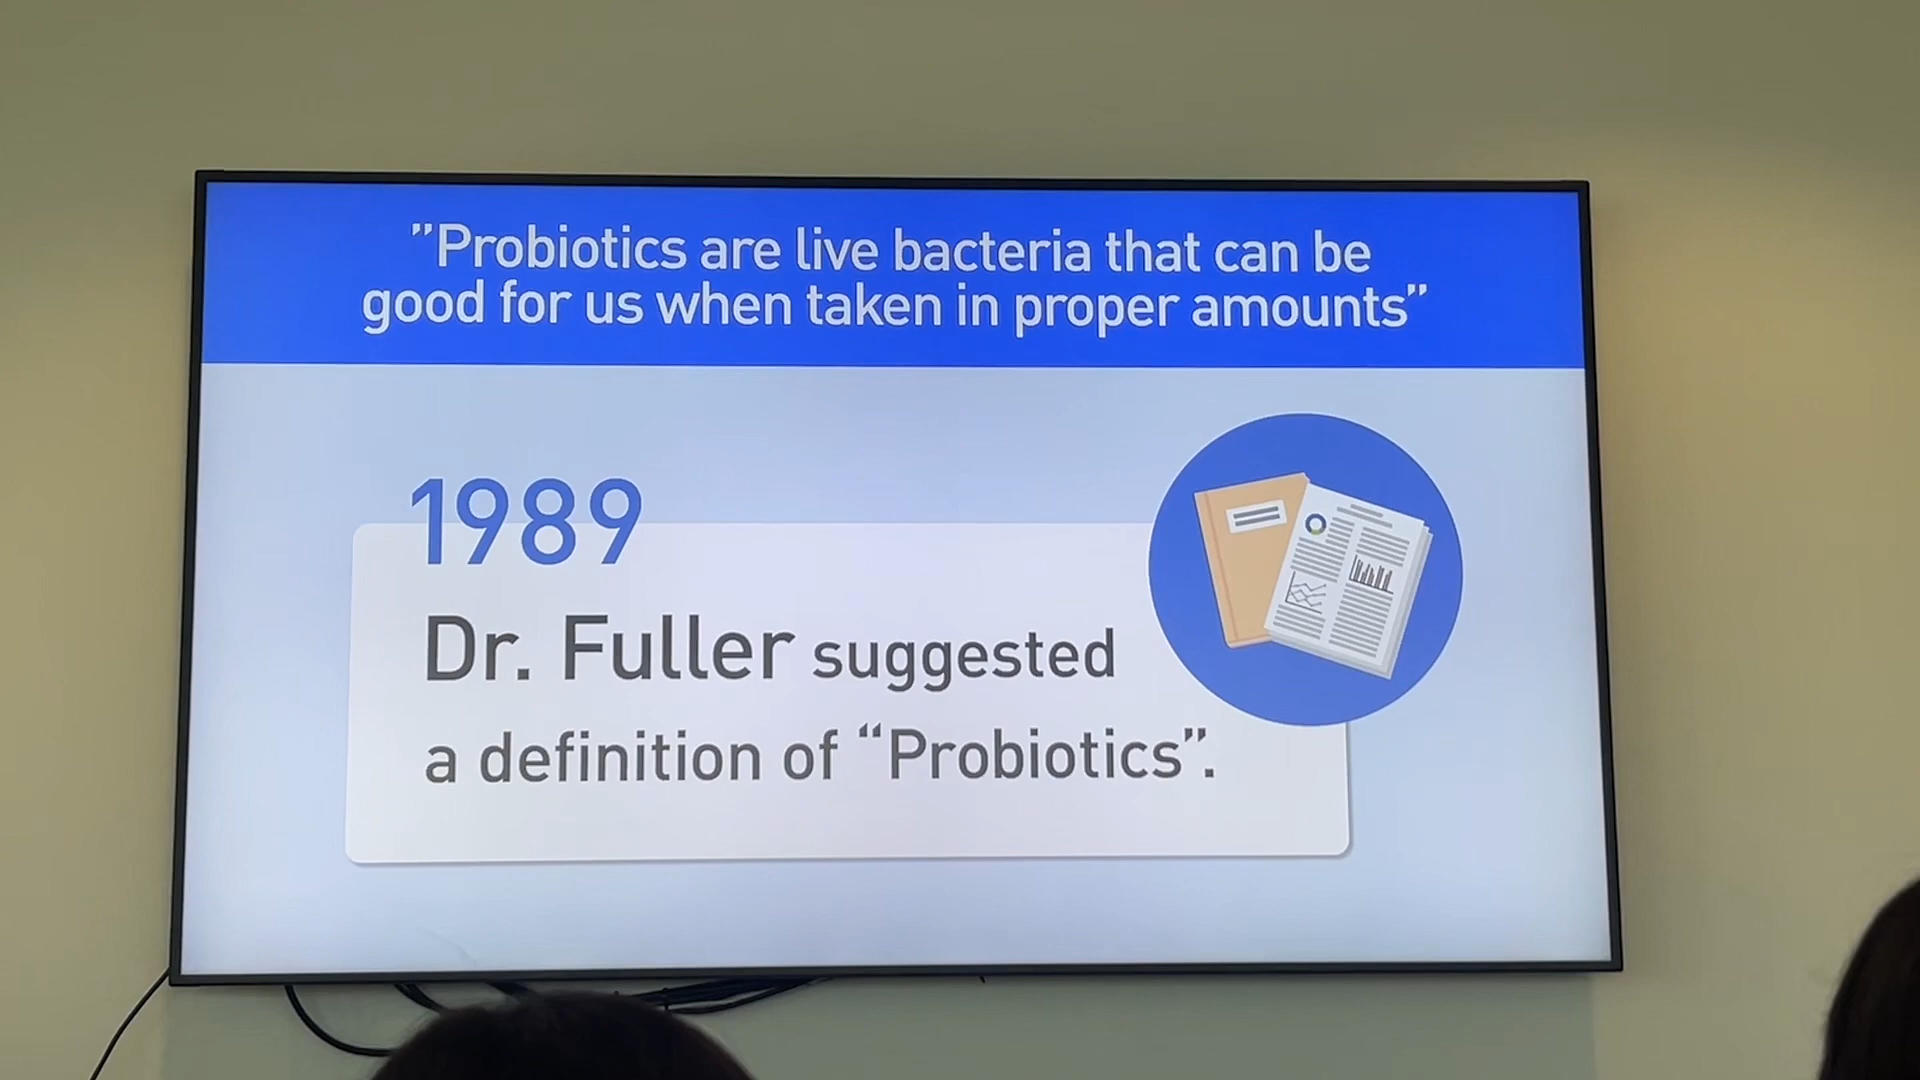 ”Probiotics are live bacteria that can be
good for us when taken in proper amounts”
1989
Dr. Fuller suggested
a definition of “Probiotics”.